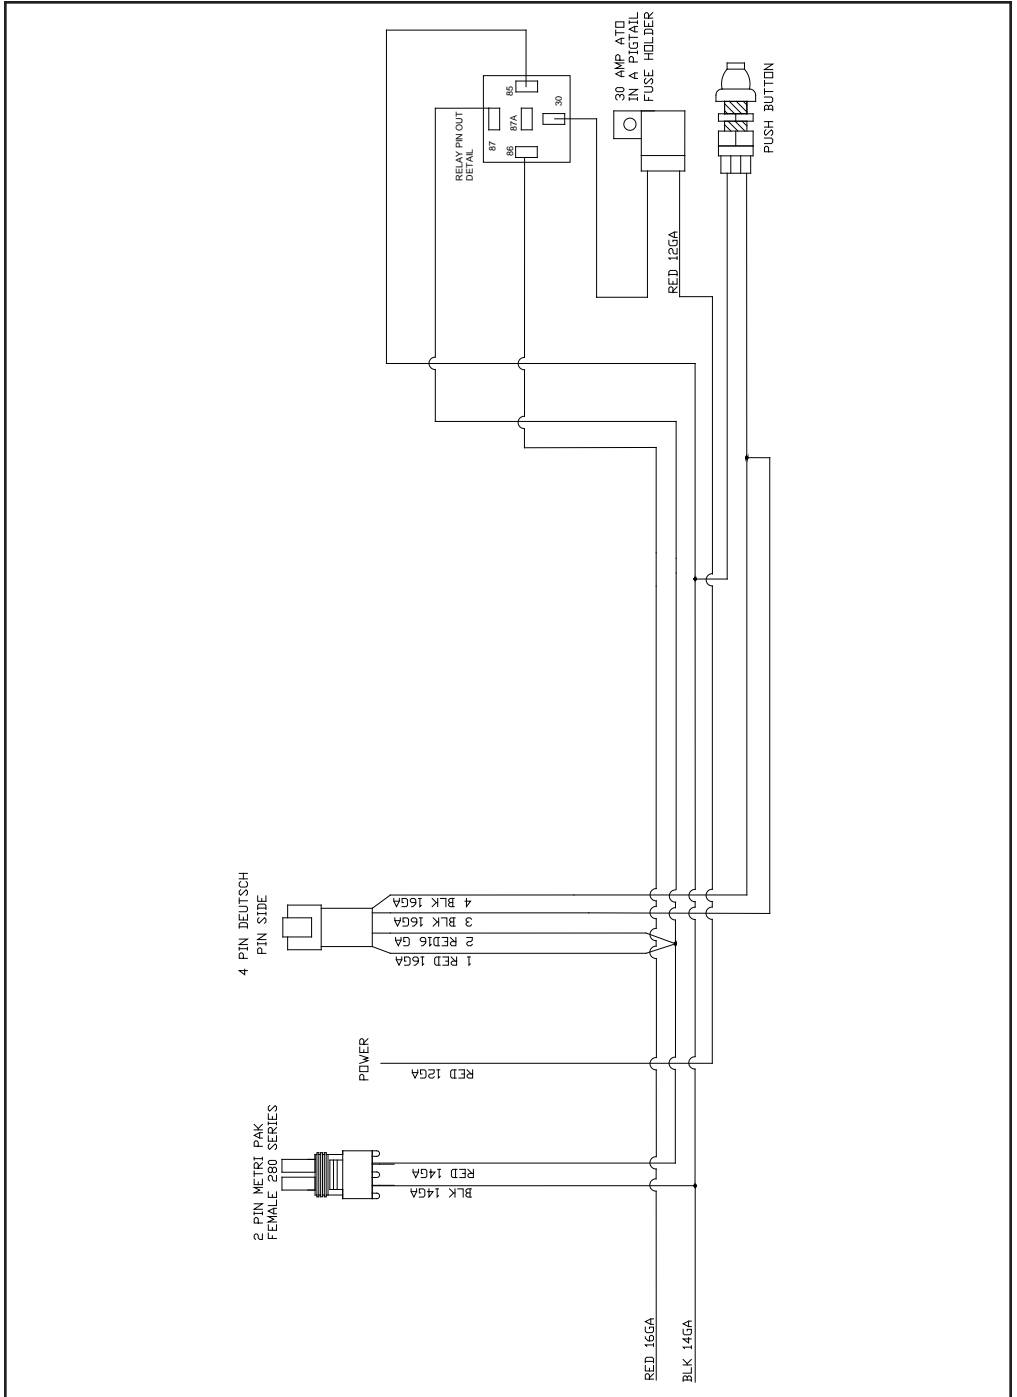 30 AMP ATO
IN A PIGTAIL
FUSE HOLDER
PUSH BUTTON
RELAY PIN OUT
DETAIL
85
30
87A
87
86
RED 12GA
4 PIN DEUTSCH
PIN SIDE
4 BLK 16GA
3 BLK 16GA
2 RED16 GA
1 RED 16GA
POWER
RED 12GA
2 PIN METRI PAK
FEMALE 280 SERIES
RED 14GA
BLK 14GA
RED 16GA
BLK 14GA